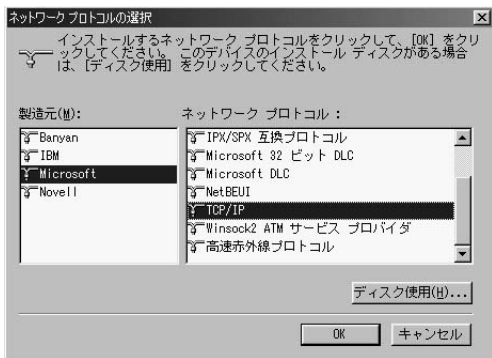 ネットワーク プロトコルの選択
インストールするネットワーク プロトコルをクリックして、[OK] をクリ
ックしてください。 このデバイスのインストール ディスクがある場合
は、[ディスク使用] をクリックしてください。
製造元(M):
ネットワーク プロトコル :
Banyan
IBM
Microsoft
Novell
IPX/SPX 互換プロトコル
Microsoft 32 ビット DLC
Microsoft DLC
NetBEUI
TCP/IP
Winsock2 ATM サービス プロバイダ
高速赤外線プロトコル
ディスク使用(H)...
OK
キャンセル